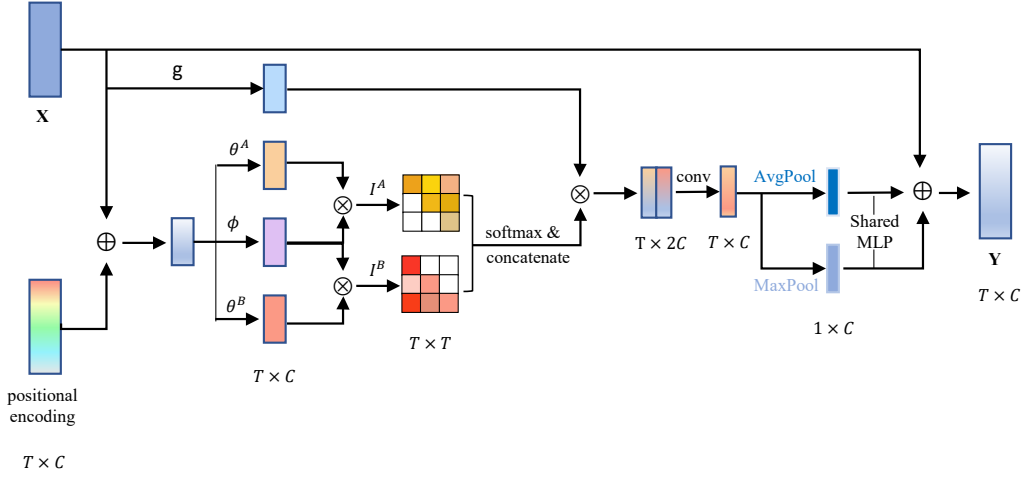 X
g
θ^A
ϕ
θ^B
I^A
I^B
softmax &
concatenate
conv
AvgPool
Shared
MLP
MaxPool
T × 2C
T × C
Y
T × C
1 × C
T × T
T × C
positional
encoding
T × C